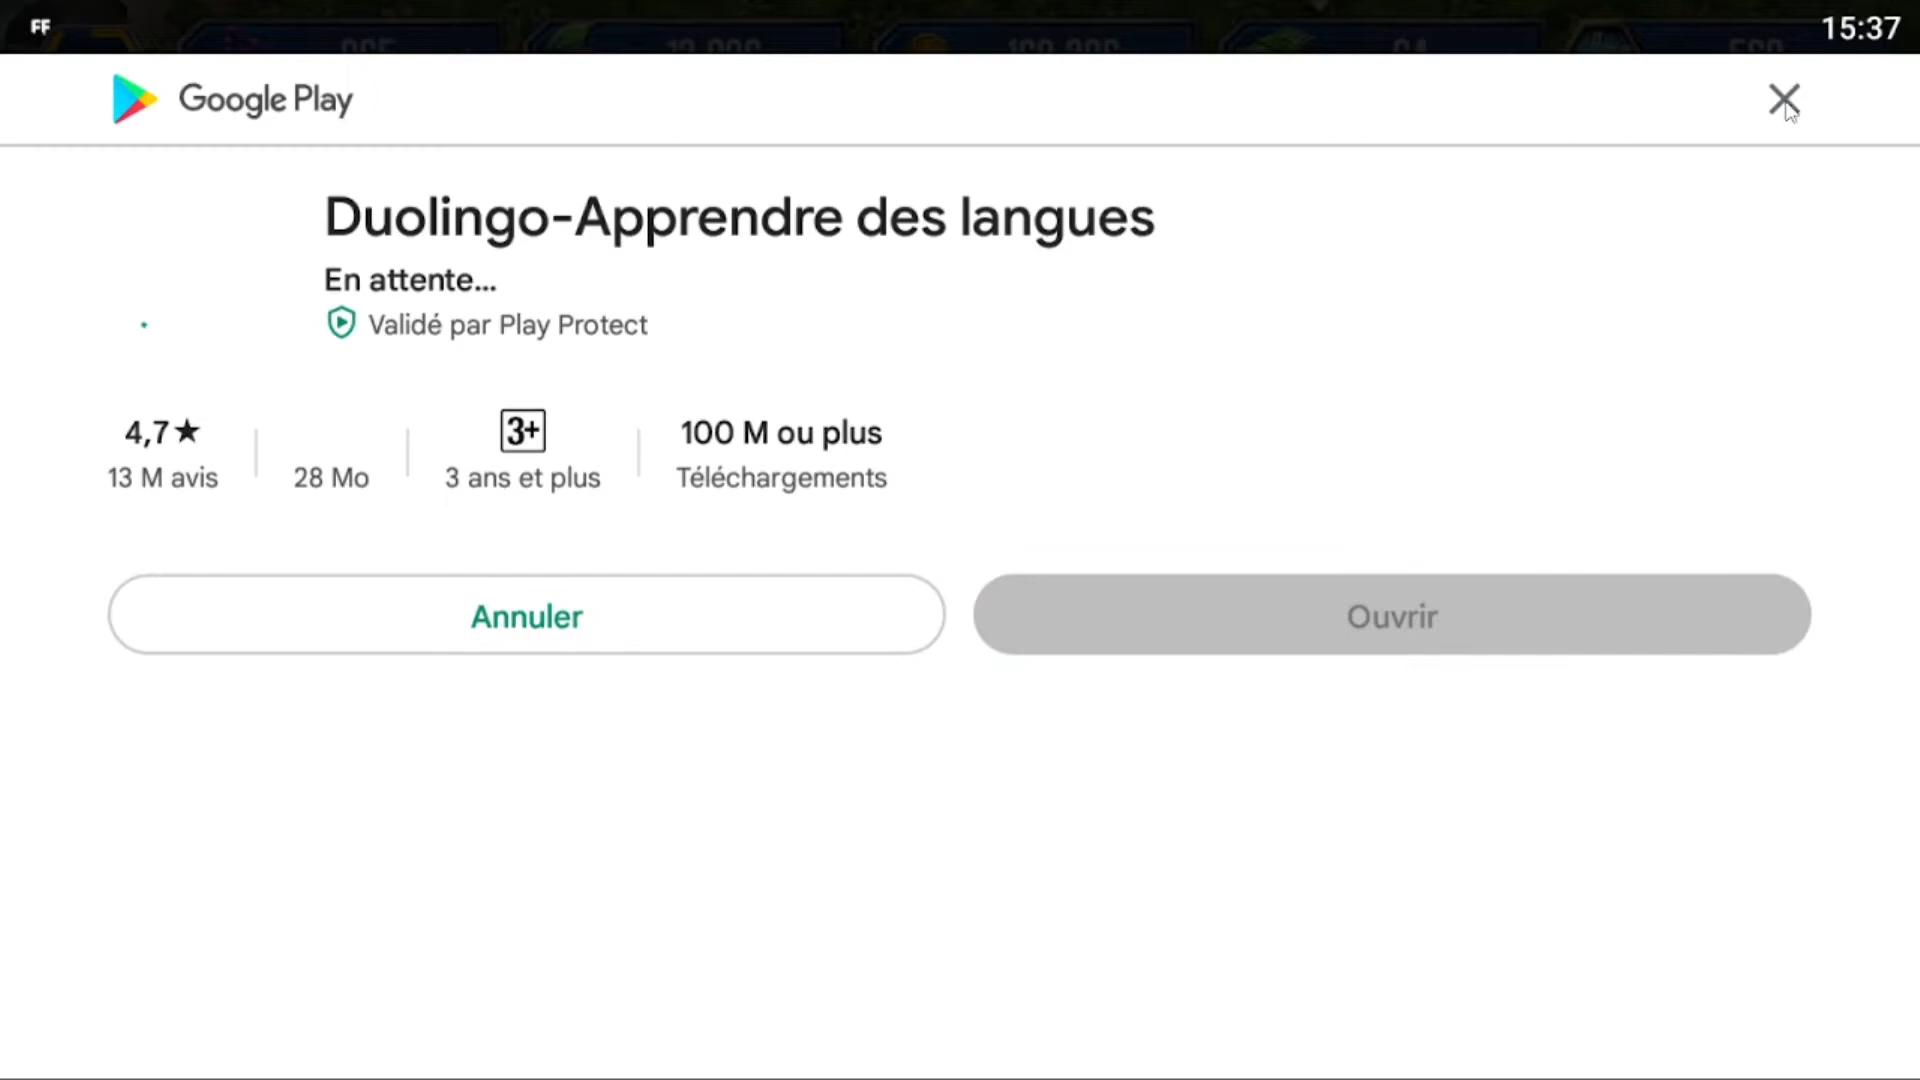 FF
15:37
Google Play
Duolingo-Apprendre des langues
En attente...
Validé par Play Protect
4,7★
13 M avis
28 Mo
3+
3 ans et plus
100 M ou plus
Téléchargements
Annuler
Ouvrir